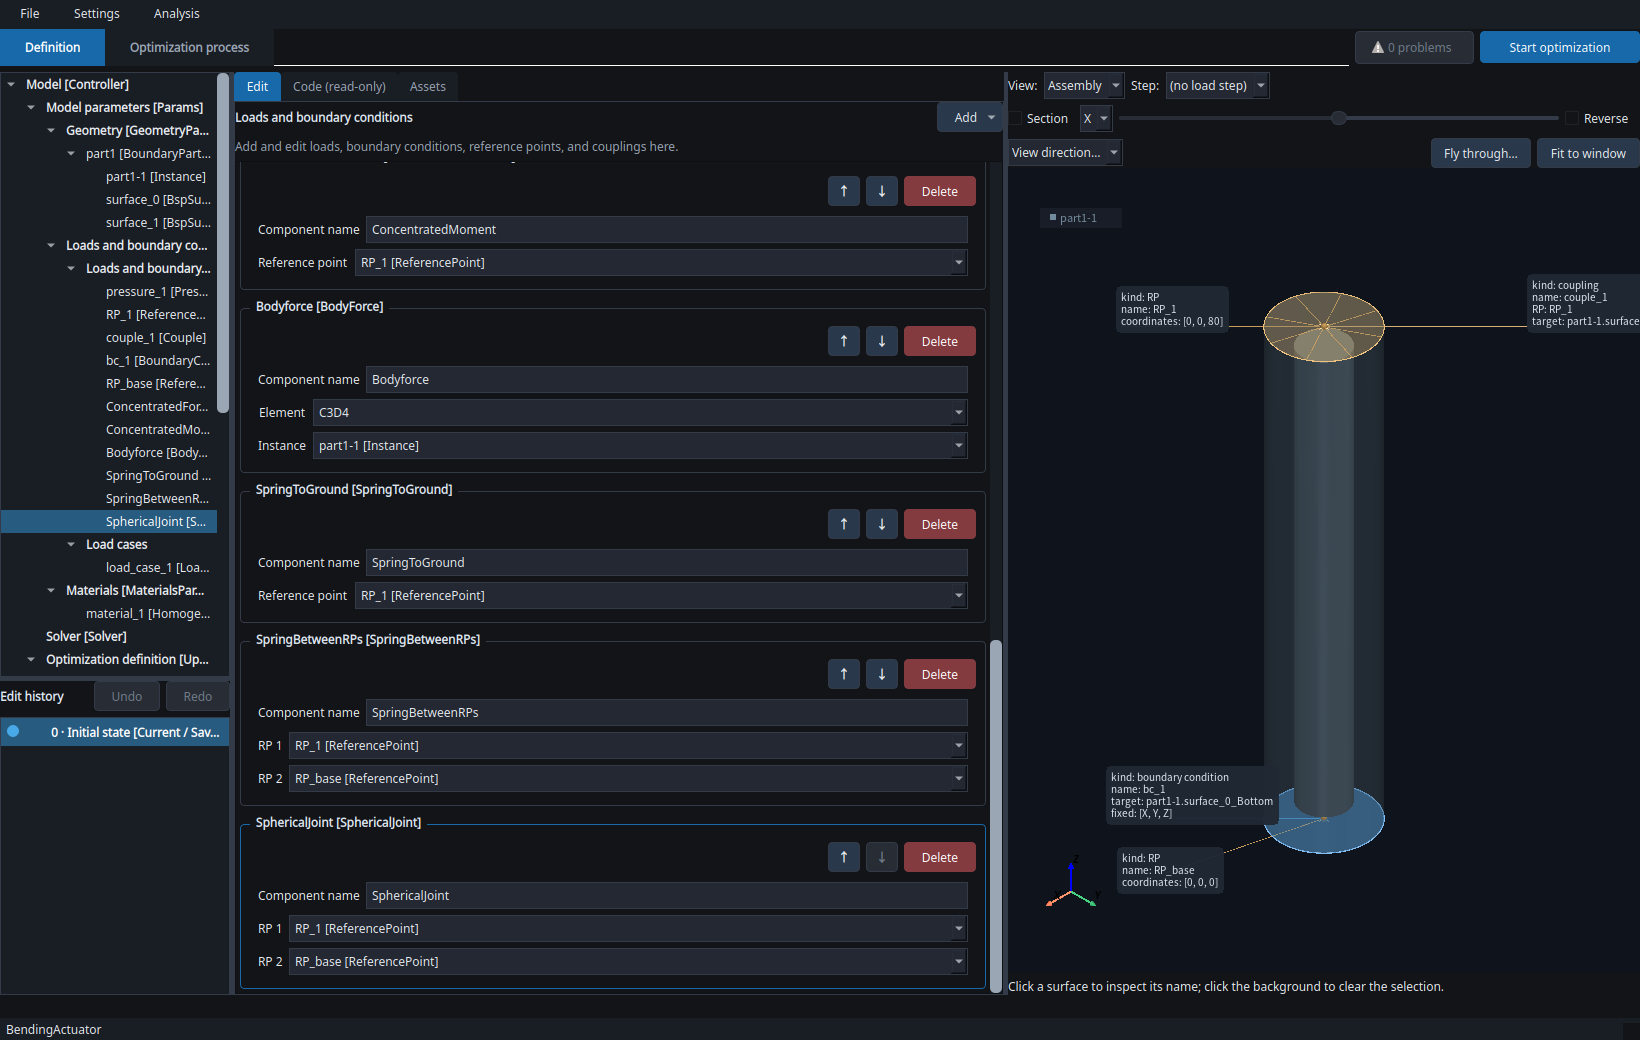 File Settings Analysis
Definition Optimization process
0 problems Start optimization
Model [Controller]
Model parameters [Params]
Geometry [GeometryPa...
part1 [BoundaryPart...
part1-1 [Instance]
surface_0 [BspSu...
surface_1 [BspSu...
Loads and boundary co...
Loads and boundary...
pressure_1 [Pres...
RP_1 [Reference...
couple_1 [Couple]
bc_1 [BoundaryC...
RP_base [Refere...
ConcentratedFor...
ConcentratedMo...
Bodyforce [Body...
SpringToGround ...
SpringBetweenR...
SphericalJoint [S...
Load cases
load_case_1 [Loa...
Materials [MaterialsPar...
material_1 [Homoge...
Solver [Solver]
Optimization definition [Up...
Edit history Undo Redo
0 · Initial state [Current / Sav...
Edit Code (read-only) Assets
Loads and boundary conditions Add
Add and edit loads, boundary conditions, reference points, and couplings here.
↑ ↓ Delete
Component name ConcentratedMoment
Reference point RP_1 [ReferencePoint]
Bodyforce [BodyForce]
↑ ↓ Delete
Component name Bodyforce
Element C3D4
Instance part1-1 [Instance]
SpringToGround [SpringToGround]
↑ ↓ Delete
Component name SpringToGround
Reference point RP_1 [ReferencePoint]
SpringBetweenRPs [SpringBetweenRPs]
↑ ↓ Delete
Component name SpringBetweenRPs
RP 1 RP_1 [ReferencePoint]
RP 2 RP_base [ReferencePoint]
SphericalJoint [SphericalJoint]
↑ ↓ Delete
Component name SphericalJoint
RP 1 RP_1 [ReferencePoint]
RP 2 RP_base [ReferencePoint]
View: Assembly Step: (no load step)
Section X Reverse
View direction... Fly through... Fit to window
part1-1
kind: RP
name: RP_1
coordinates: [0, 0, 80]
kind: coupling
name: couple_1
RP: RP_1
target: part1-1.surface
kind: boundary condition
name: bc_1
target: part1-1.surface_0_Bottom
fixed: [X, Y, Z]
kind: RP
name: RP_base
coordinates: [0, 0, 0]
Z
Click a surface to inspect its name; click the background to clear the selection.
BendingActuator